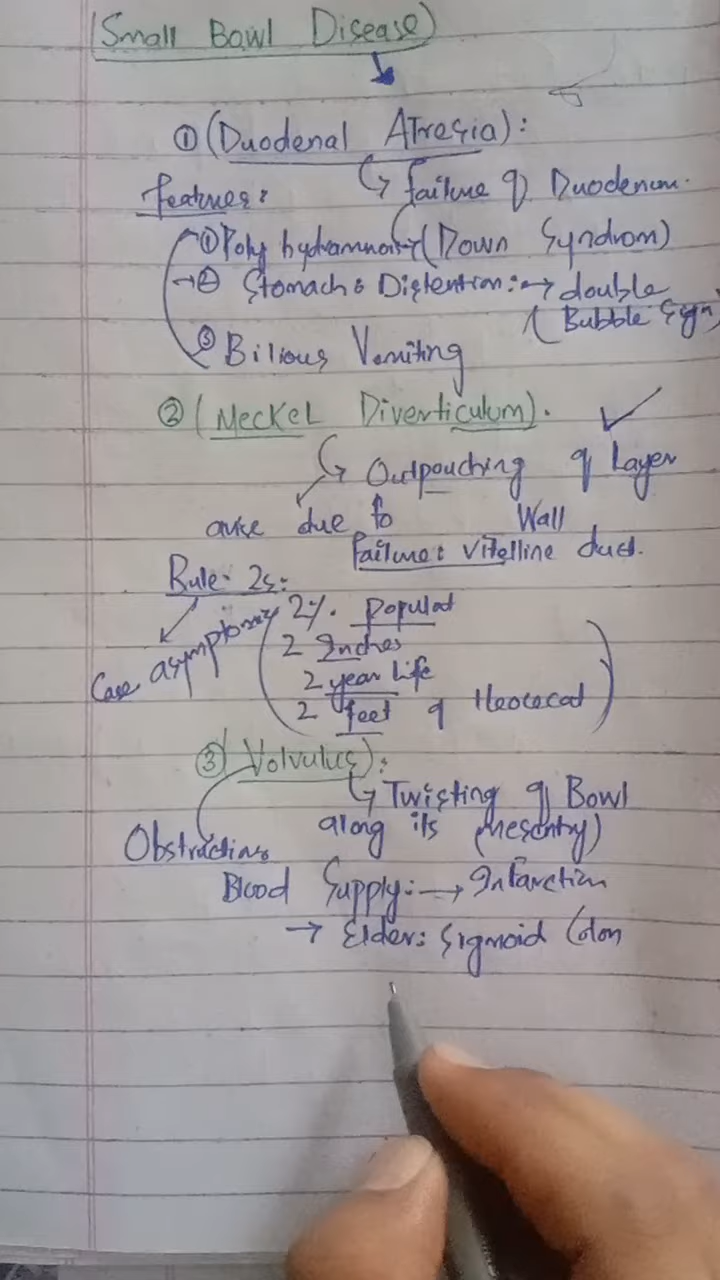 (Small Bowl Disease)
① (Duodenal Atresia):
failure of Duodenum.
features:
① Poly hydramnois (Down Syndrom)
→② Stomach & Distention: → double
(Bubble Sign)
③ Bilious Vomiting
② (Meckel Diverticulum).
Outpouching of Layer
due to Wall
failure: Vitelline duct.
Rule: 2s:
2%. Populat
Case asymptomatic
2 Inches
2 year Life
2 feet of Ileocecal
③ Volvulus):
Twisting of Bowl
along its (mesentry)
Obstruction
Blood Supply: → Infarction
→ Elder: Sigmoid Colon